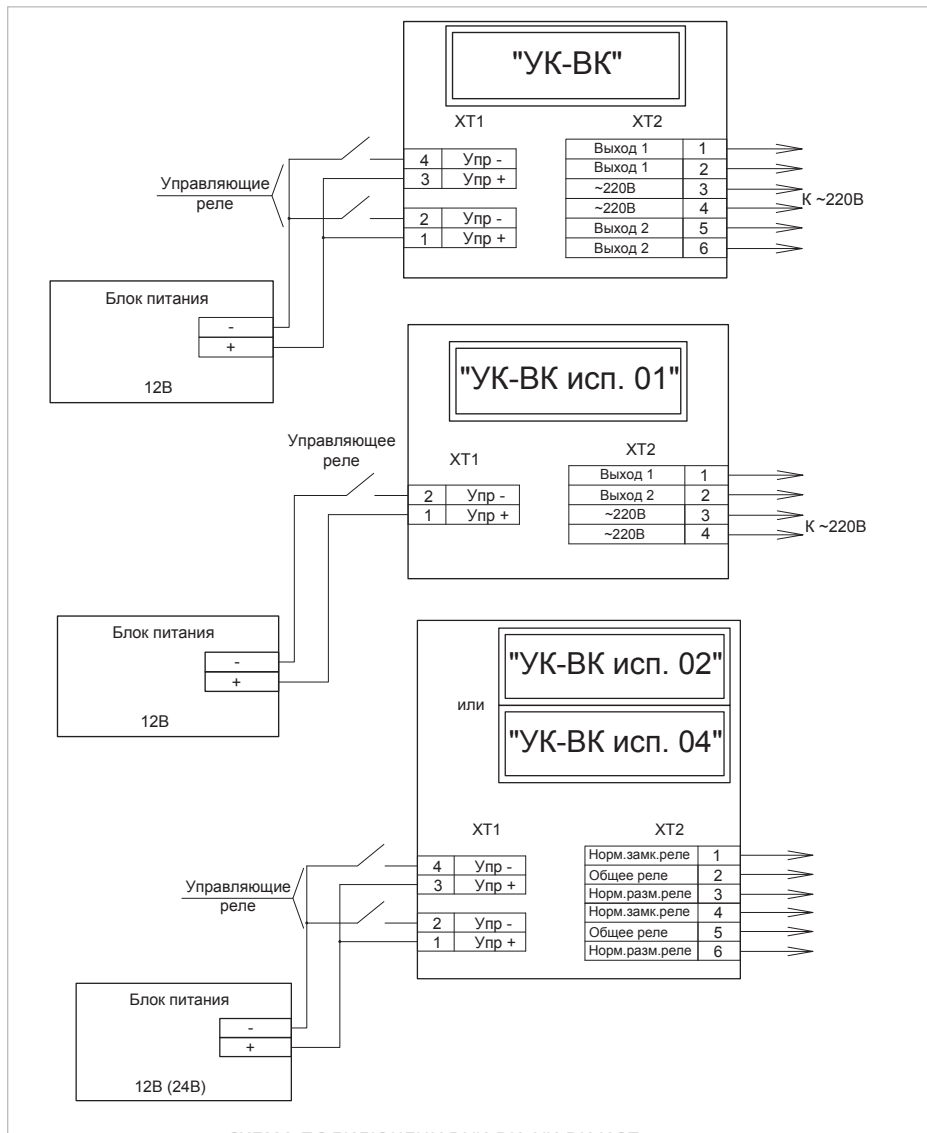 "УК-ВК"
XT1
XT2
4 Упр -
3 Упр +
2 Упр -
1 Упр +
Выход 1 1
Выход 1 2
~220В 3
~220В 4
Выход 2 5
Выход 2 6
К ~220В
Управляющие
реле
Блок питания
-
+
12В
"УК-ВК исп. 01"
Управляющее
реле
XT1
XT2
2 Упр -
1 Упр +
Выход 1 1
Выход 2 2
~220В 3
~220В 4
К ~220В
Блок питания
-
+
12В
"УК-ВК исп. 02"
или
"УК-ВК исп. 04"
XT1
XT2
4 Упр -
3 Упр +
2 Упр -
1 Упр +
Норм.замк.реле 1
Общее реле 2
Норм.разм.реле 3
Норм.замк.реле 4
Общее реле 5
Норм.разм.реле 6
Управляющие
реле
Блок питания
-
+
12В (24В)